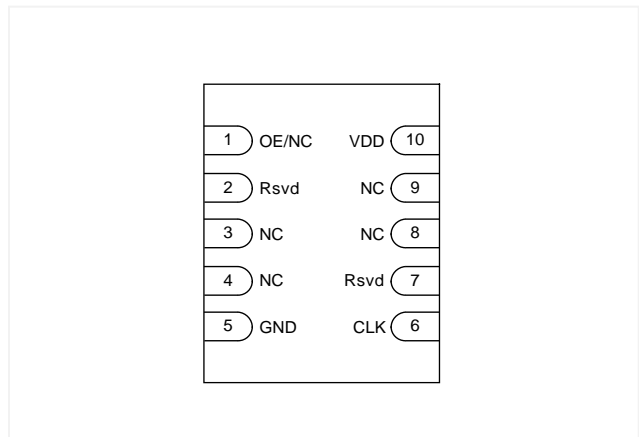 1 OE/NC VDD 10
2 Rsvd NC 9
3 NC NC 8
4 NC Rsvd 7
5 GND CLK 6